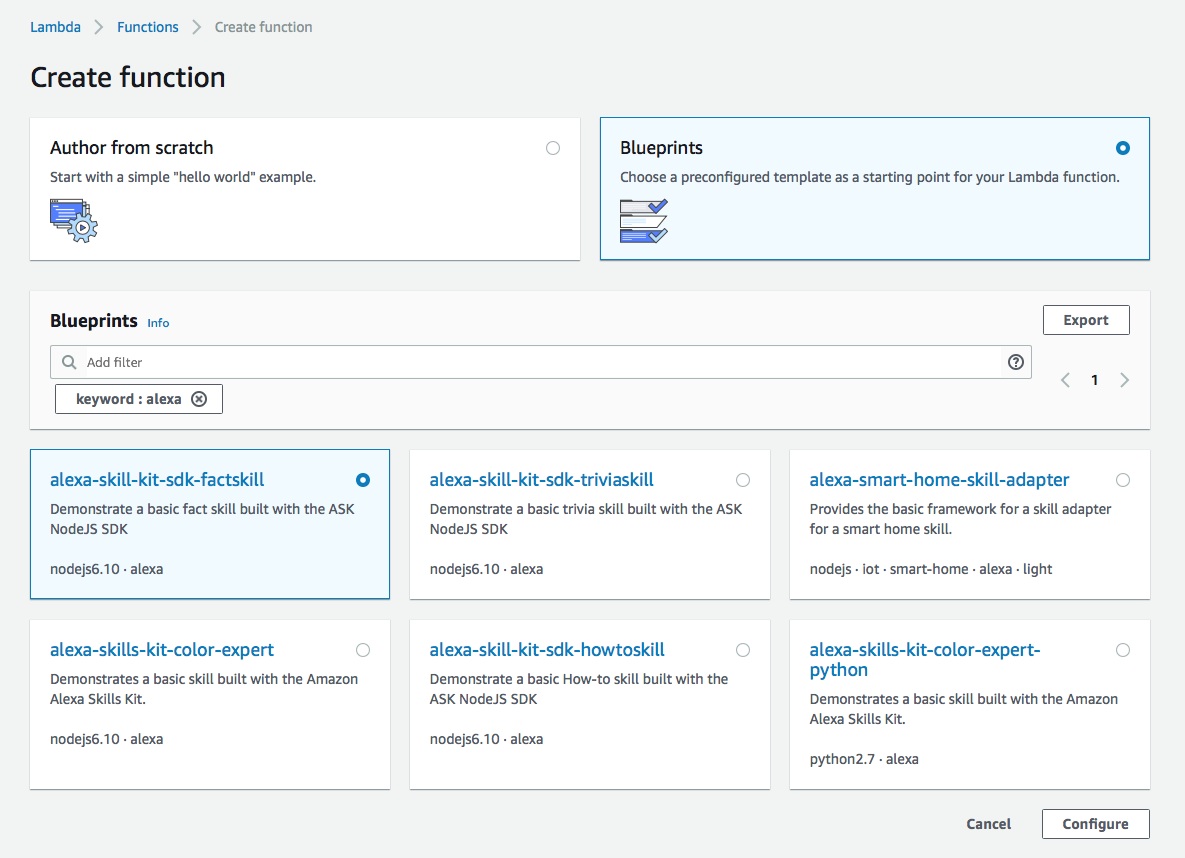 Lambda > Functions > Create function
Create function
Author from scratch
Start with a simple "hello world" example.
Blueprints
Choose a preconfigured template as a starting point for your Lambda function.
Blueprints Info
Export
Add filter
keyword : alexa
1
alexa-skill-kit-sdk-factskill
Demonstrate a basic fact skill built with the ASK
NodeJS SDK
nodejs6.10 · alexa
alexa-skill-kit-sdk-triviaskill
Demonstrate a basic trivia skill built with the ASK
NodeJS SDK
nodejs6.10 · alexa
alexa-smart-home-skill-adapter
Provides the basic framework for a skill adapter
for a smart home skill.
nodejs · iot · smart-home · alexa · light
alexa-skills-kit-color-expert
Demonstrates a basic skill built with the Amazon
Alexa Skills Kit.
nodejs6.10 · alexa
alexa-skill-kit-sdk-howtoskill
Demonstrate a basic How-to skill built with the
ASK NodeJS SDK
nodejs6.10 · alexa
alexa-skills-kit-color-expert-
python
Demonstrates a basic skill built with the Amazon
Alexa Skills Kit.
python2.7 · alexa
Cancel
Configure